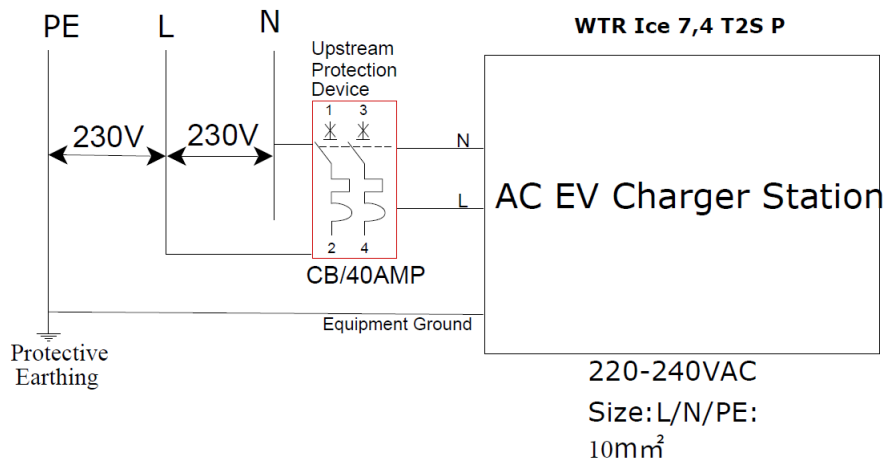 PE
L
N
WTR Ice 7,4 T2S P
Upstream
Protection
Device
1
3
230V
230V
N
L
AC EV Charger Station
2
4
CB/40AMP
Equipment Ground
Protective
Earthing
220-240VAC
Size:L/N/PE:
10mm²